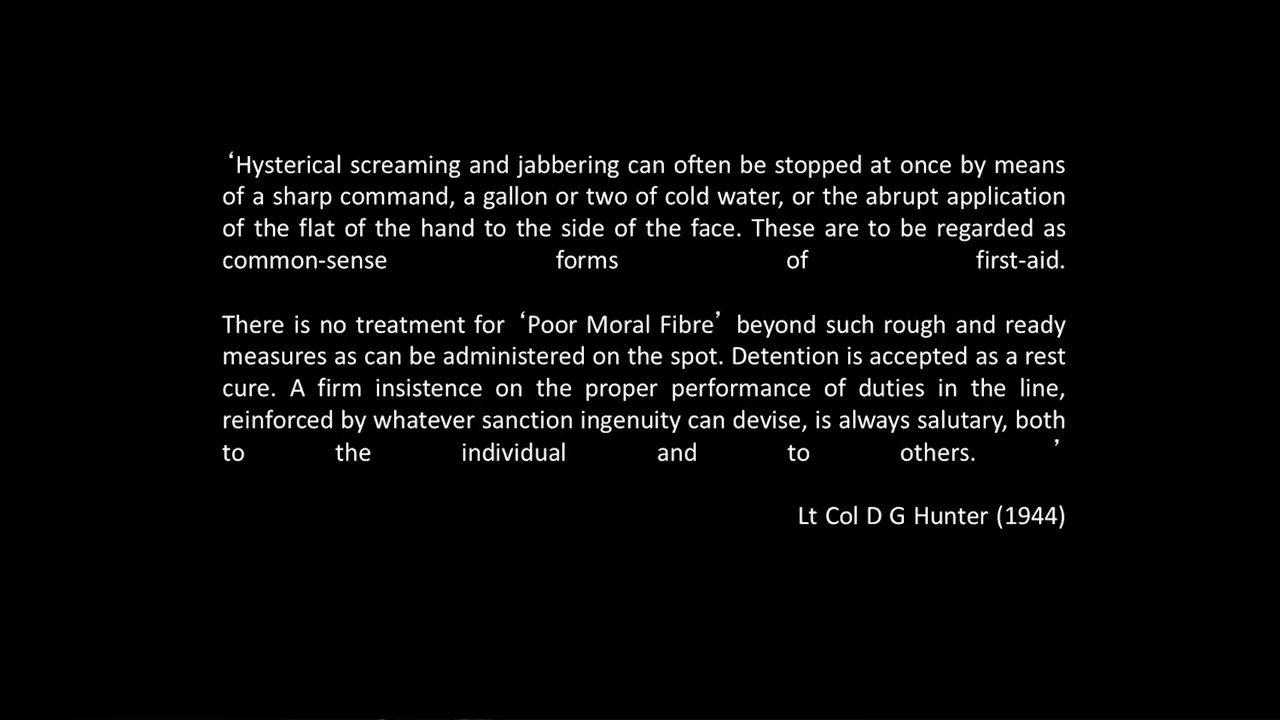 ‘Hysterical screaming and jabbering can often be stopped at once by means
of a sharp command, a gallon or two of cold water, or the abrupt application
of the flat of the hand to the side of the face. These are to be regarded as
common-sense forms of first-aid.
There is no treatment for ‘Poor Moral Fibre’ beyond such rough and ready
measures as can be administered on the spot. Detention is accepted as a rest
cure. A firm insistence on the proper performance of duties in the line,
reinforced by whatever sanction ingenuity can devise, is always salutary, both
to the individual and to others. ’
Lt Col D G Hunter (1944)